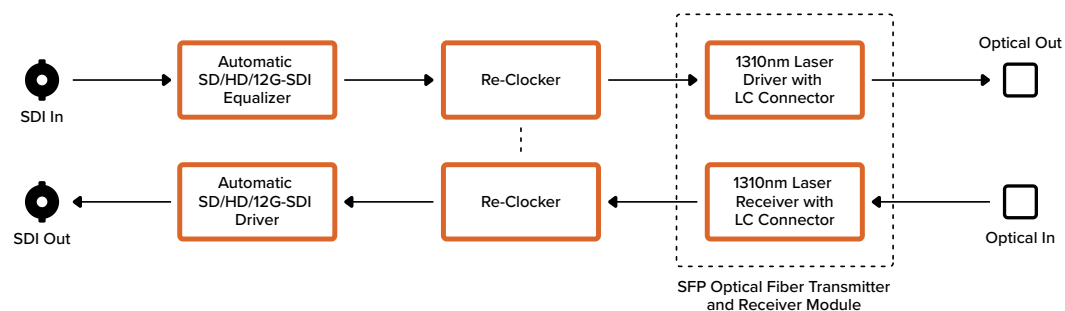 SDI In
Automatic
SD/HD/12G-SDI
Equalizer
Re-Clocker
1310nm Laser
Driver with
LC Connector
Optical Out
SDI Out
Automatic
SD/HD/12G-SDI
Driver
Re-Clocker
1310nm Laser
Receiver with
LC Connector
Optical In
SFP Optical Fiber Transmitter
and Receiver Module